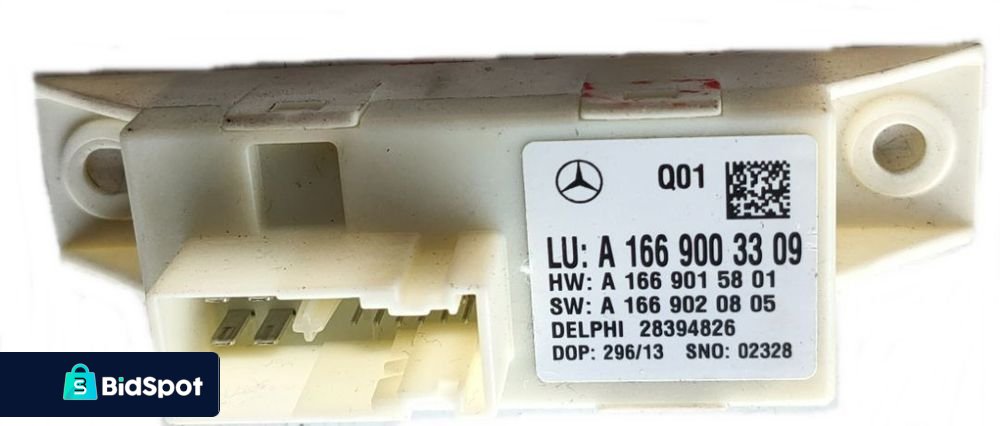 Q01
LU: A 166 900 33 09
HW: A 166 901 58 01
SW: A 166 902 08 05
DELPHI 28394826
DOP: 296/13 SNO: 02328
S BidSpot